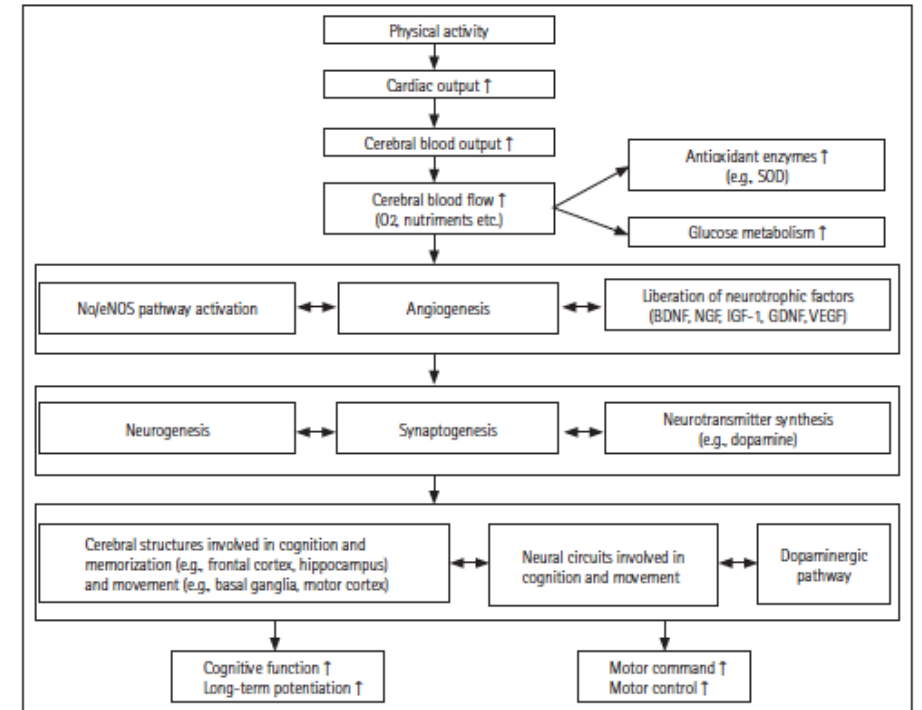 Physical activity
Cardiac output ↑
Cerebral blood output ↑
Cerebral blood flow ↑
(O2, nutriments etc.)
Antioxidant enzymes ↑
(e.g., SOD)
Glucose metabolism ↑
No/eNOS pathway activation
Angiogenesis
Liberation of neurotrophic factors
(BDNF, NGF, IGF-1, GDNF, VEGF)
Neurogenesis
Synaptogenesis
Neurotransmitter synthesis
(e.g., dopamine)
Cerebral structures involved in cognition and
memorization (e.g., frontal cortex, hippocampus)
and movement (e.g., basal ganglia, motor cortex)
Neural circuits involved in
cognition and movement
Dopaminergic
pathway
Cognitive function ↑
Long-term potentiation ↑
Motor command ↑
Motor control ↑